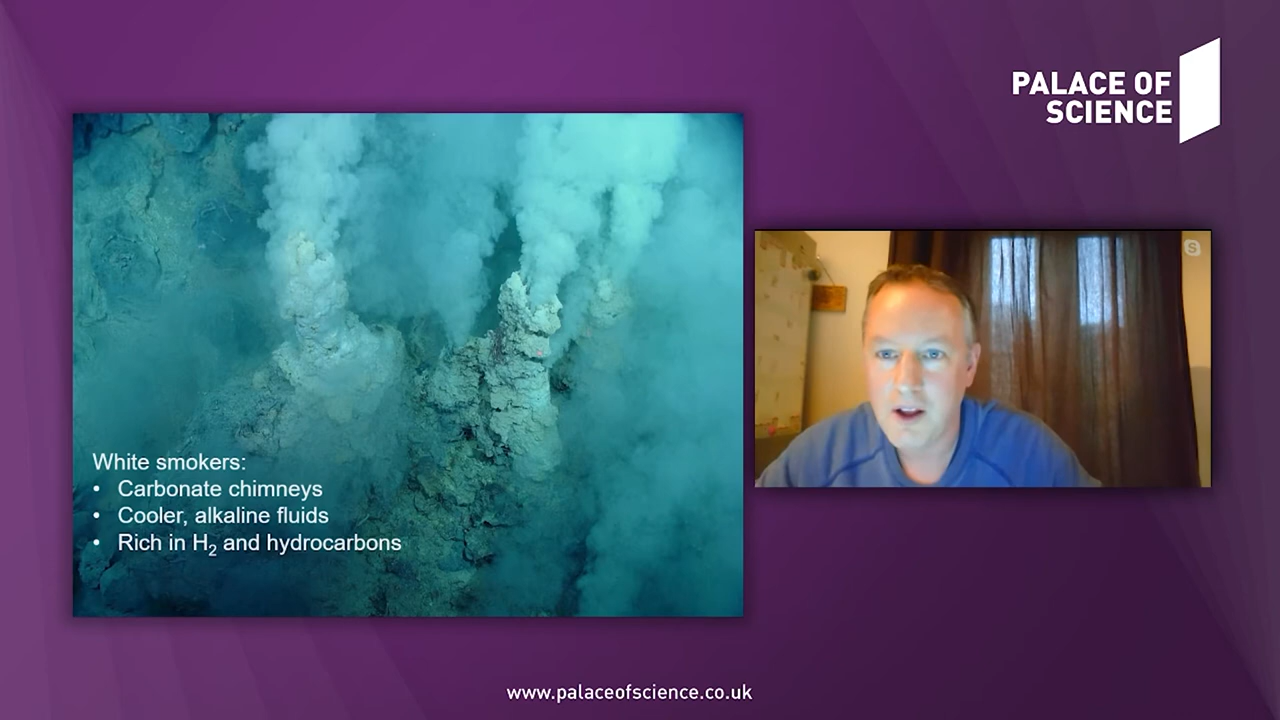 PALACE OF
SCIENCE
White smokers:
• Carbonate chimneys
• Cooler, alkaline fluids
• Rich in H₂ and hydrocarbons
www.palaceofscience.co.uk